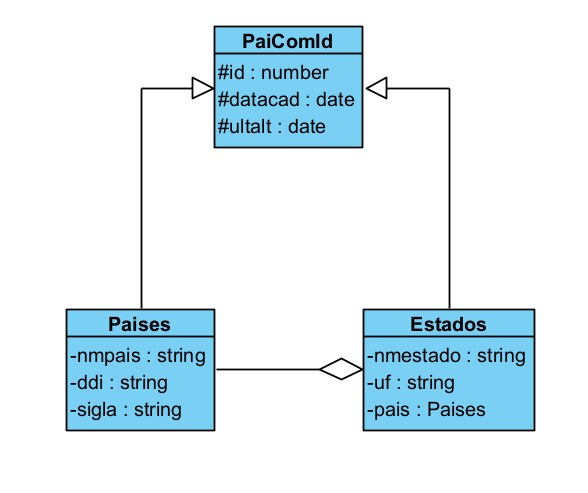 PaiComId
#id : number
#datacad : date
#ultalt : date
Paises
-nmpais : string
-ddi : string
-sigla : string
Estados
-nmestado : string
-uf : string
-pais : Paises